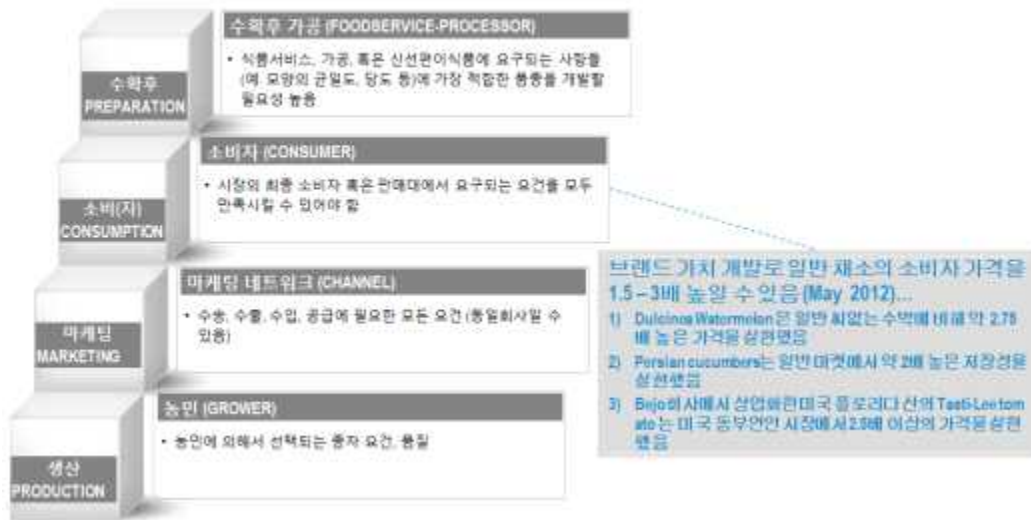 수확후 가공 (FOODSERVICE-PROCESSOR)
• 식품서비스, 가공, 혹은 신선편이식품에 요구되는 사항들
(예: 모양의 균일도, 당도 등)에 가장 적합한 품종을 개발할
필요성 높음
수확후
PREPARATION
소비자 (CONSUMER)
• 시장의 최종 소비자 혹은 판매대에서 요구되는 요건을 모두
만족시킬 수 있어야 함
소비(자)
CONSUMPTION
마케팅 네트워크 (CHANNEL)
• 수송, 수출, 수입, 공급에 필요한 모든 요건 (동일회사일 수
있음)
마케팅
MARKETING
농민 (GROWER)
• 농민에 의해서 선택되는 종자 요건, 품질
생산
PRODUCTION
브랜드 가치 개발로 일반 채소의 소비자 가격을
1.5 – 3배 높일 수 있음 (May 2012)…
1) Dulcinea Watermelon은 일반 씨없는 수박에 비해 약 2.75
배 높은 가격을 실현했음
2) Persian cucumbers는 일반 마켓에서 약 2배 높은 시장성을
실현했음
3) Bejo회사에서 상업화한 미국 플로리다 산의 Tasti-Lee tom
ato는 미국 동부연안 시장에서 2.5배 이상의 가격을 실현
했음